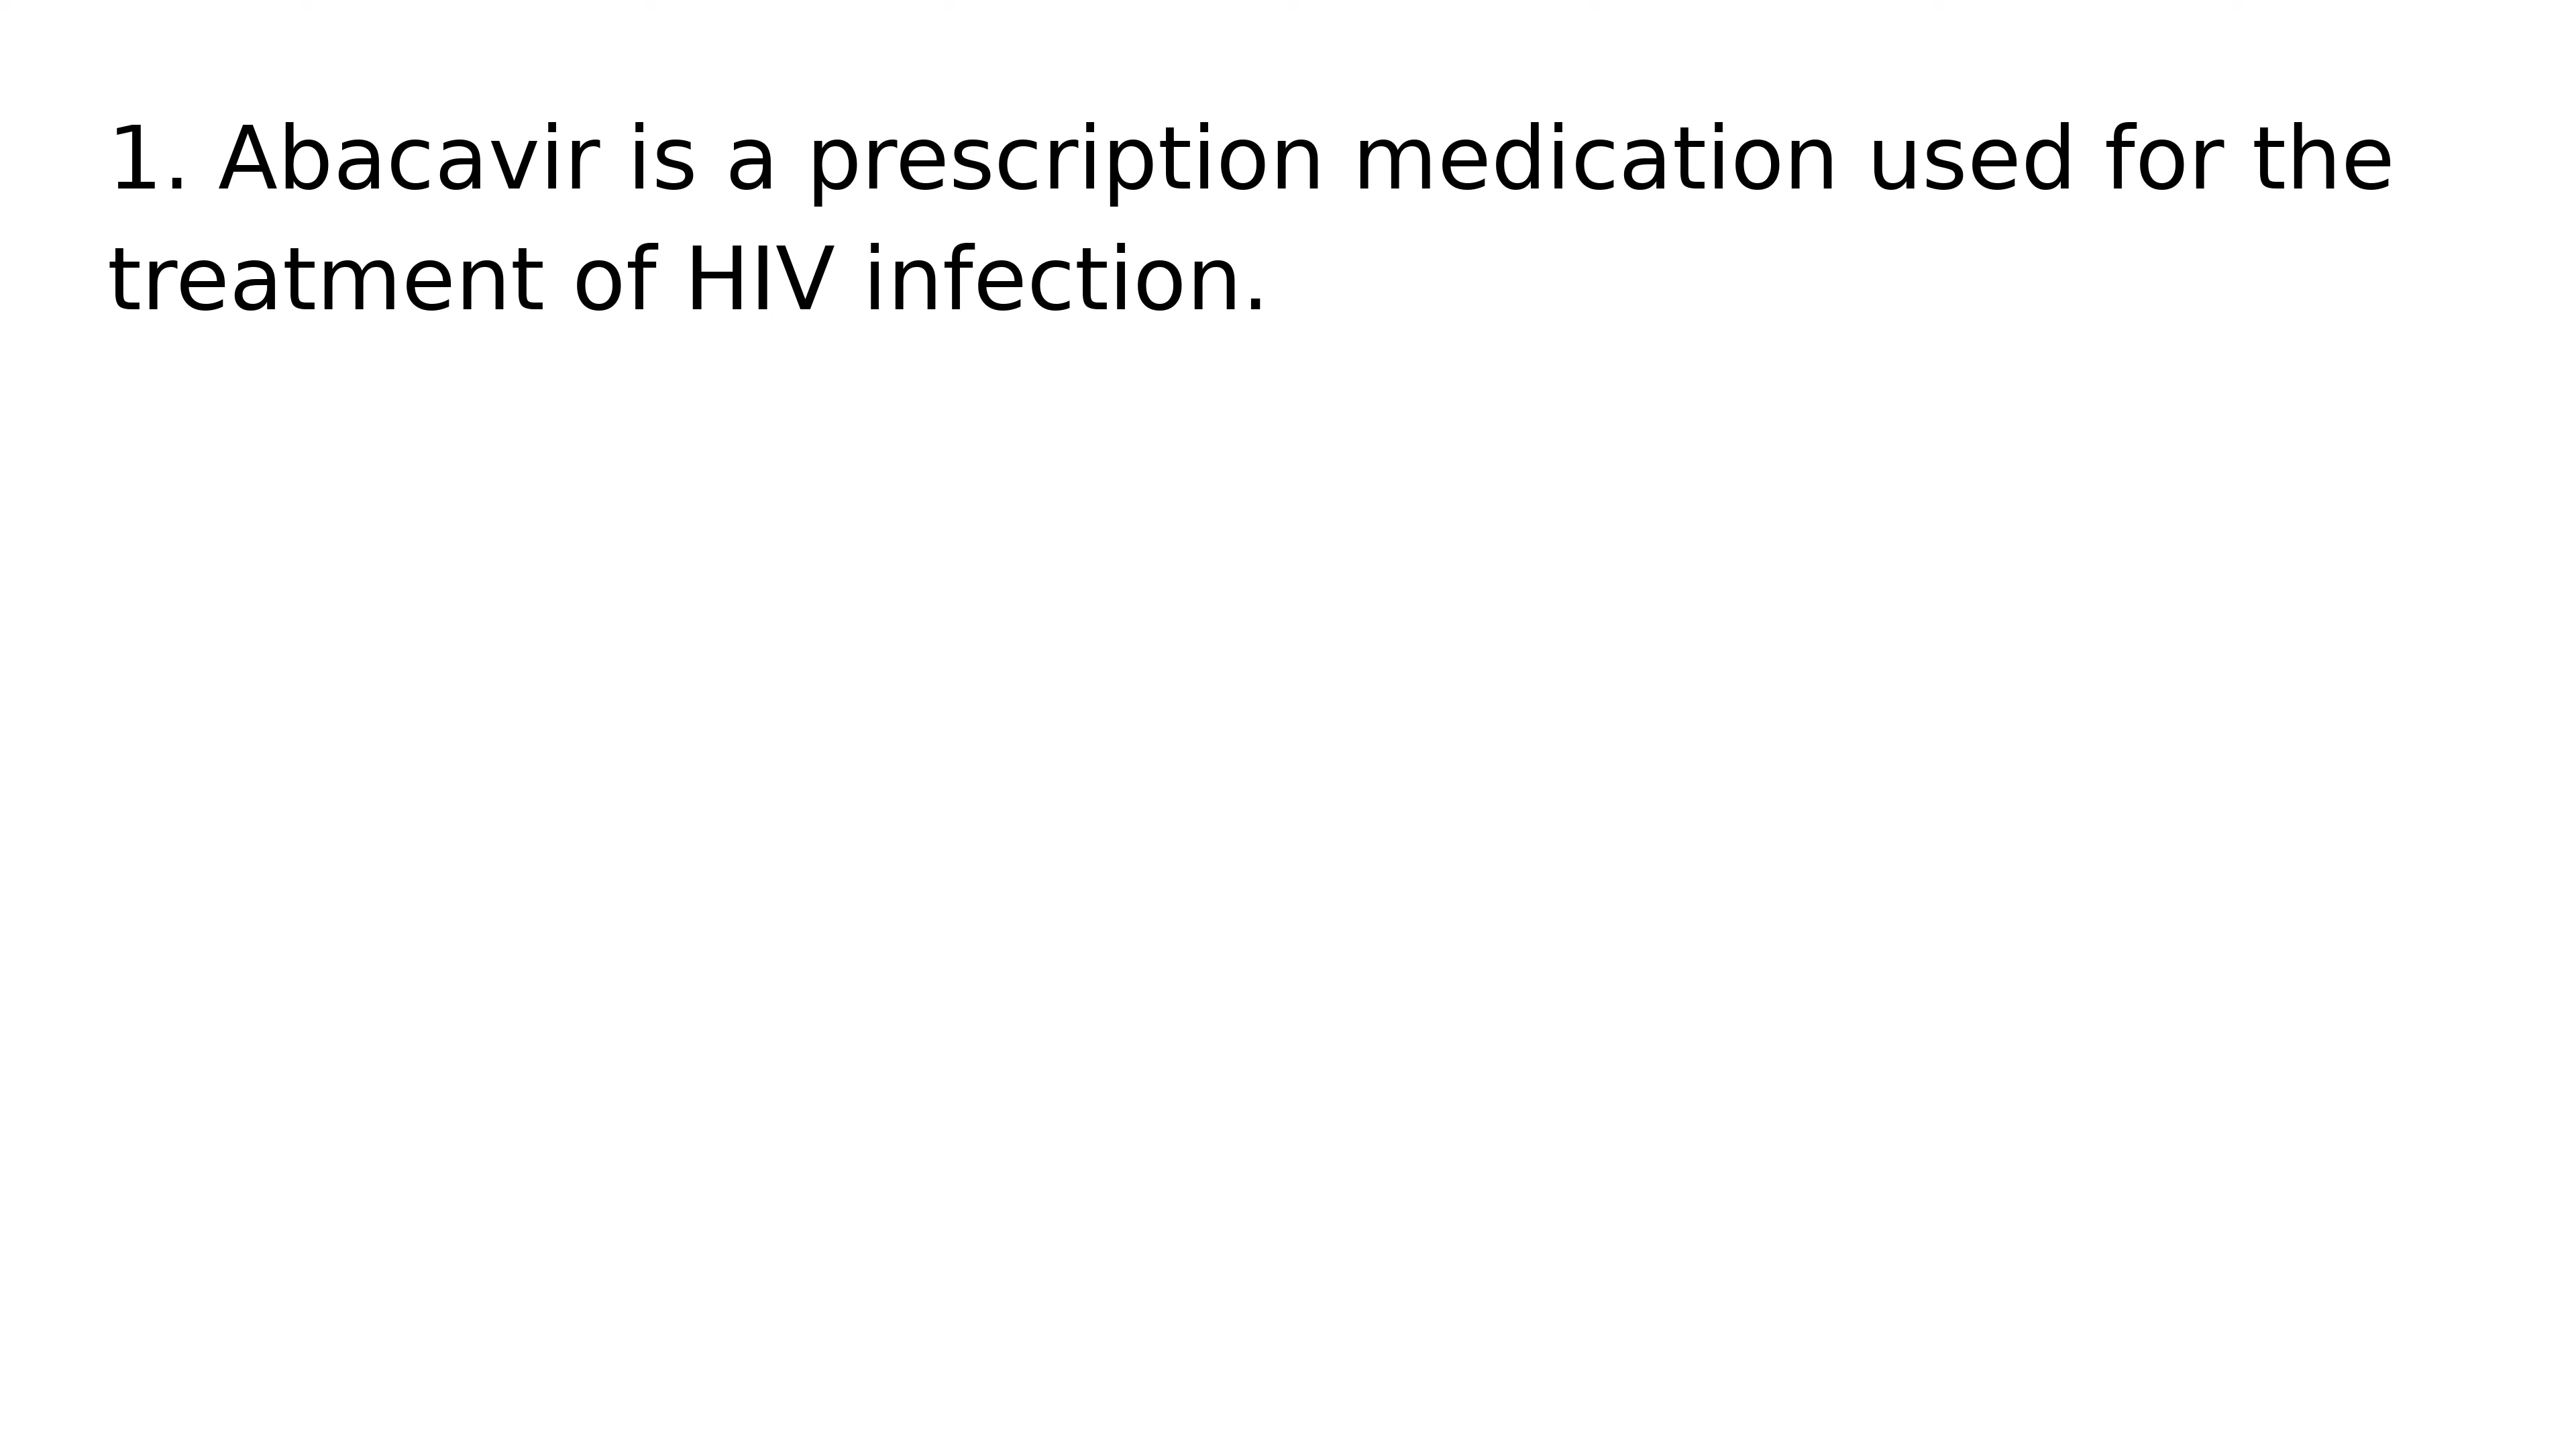 1. Abacavir is a prescription medication used for the
treatment of HIV infection.